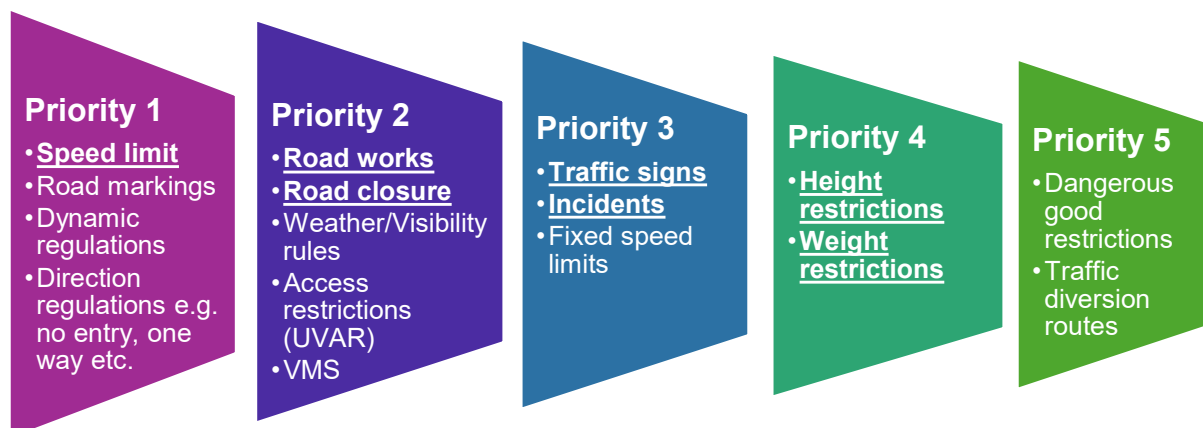 Priority 1
•Speed limit
•Road markings
•Dynamic
regulations
•Direction
regulations e.g.
no entry, one
way etc.
Priority 2
•Road works
•Road closure
•Weather/Visibility
rules
•Access
restrictions
(UVAR)
•VMS
Priority 3
•Traffic signs
•Incidents
•Fixed speed
limits
Priority 4
•Height
restrictions
•Weight
restrictions
Priority 5
•Dangerous
good
restrictions
•Traffic
diversion
routes